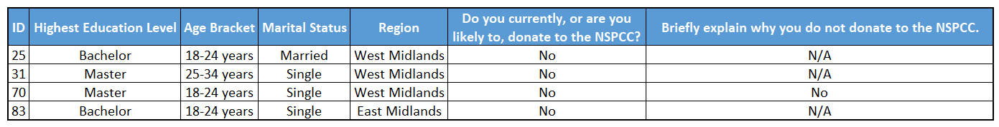 ID Highest Education Level Age Bracket Marital Status Region Do you currently, or are you likely to, donate to the NSPCC? Briefly explain why you do not donate to the NSPCC.
25 Bachelor 18-24 years Married West Midlands No N/A
31 Master 25-34 years Single West Midlands No N/A
70 Master 18-24 years Single West Midlands No No
83 Bachelor 18-24 years Single East Midlands No N/A